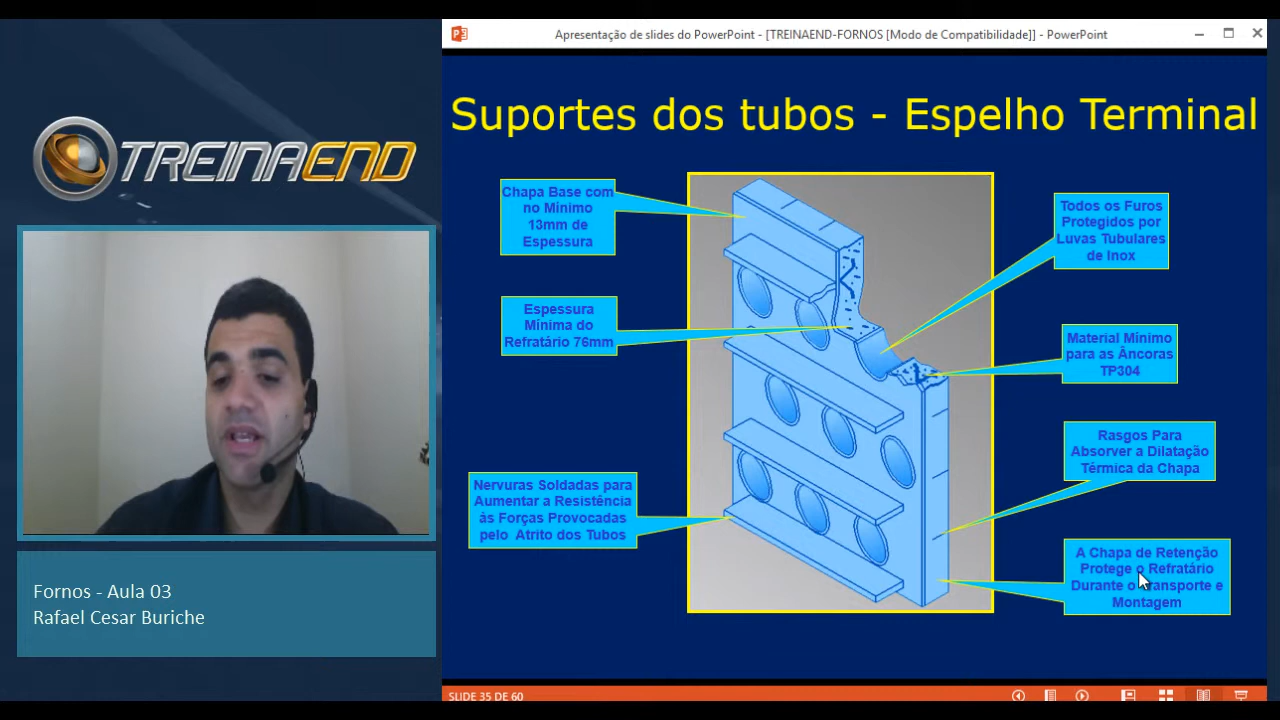 Apresentação de slides do PowerPoint - [TREINAEND-FORNOS [Modo de Compatibilidade]] - PowerPoint
TREINAEND
Suportes dos tubos - Espelho Terminal
Chapa Base com
no Mínimo
13mm de
Espessura
Todos os Furos
Protegidos por
Luvas Tubulares
de Inox
Espessura
Mínima do
Refratário 76mm
Material Mínimo
para as Âncoras
TP304
Rasgos Para
Absorver a Dilatação
Térmica da Chapa
Nervuras Soldadas para
Aumentar a Resistência
às Forças Provocadas
pelo Atrito dos Tubos
A Chapa de Retenção
Protege o Refratário
Durante o Transporte e
Montagem
Fornos - Aula 03
Rafael Cesar Buriche
SLIDE 35 DE 60